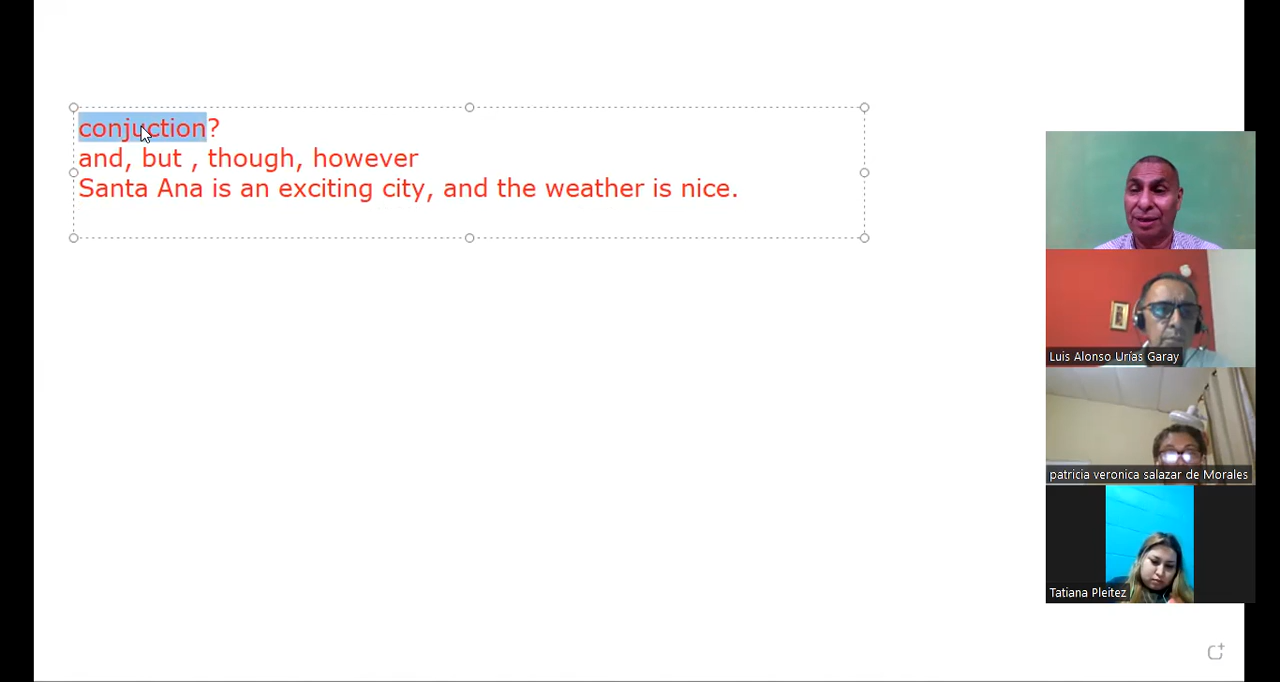 conjuction?
and, but , though, however
Santa Ana is an exciting city, and the weather is nice.
Luis Alonso Urías Garay
patricia veronica salazar de Morales
Tatiana Pleitez